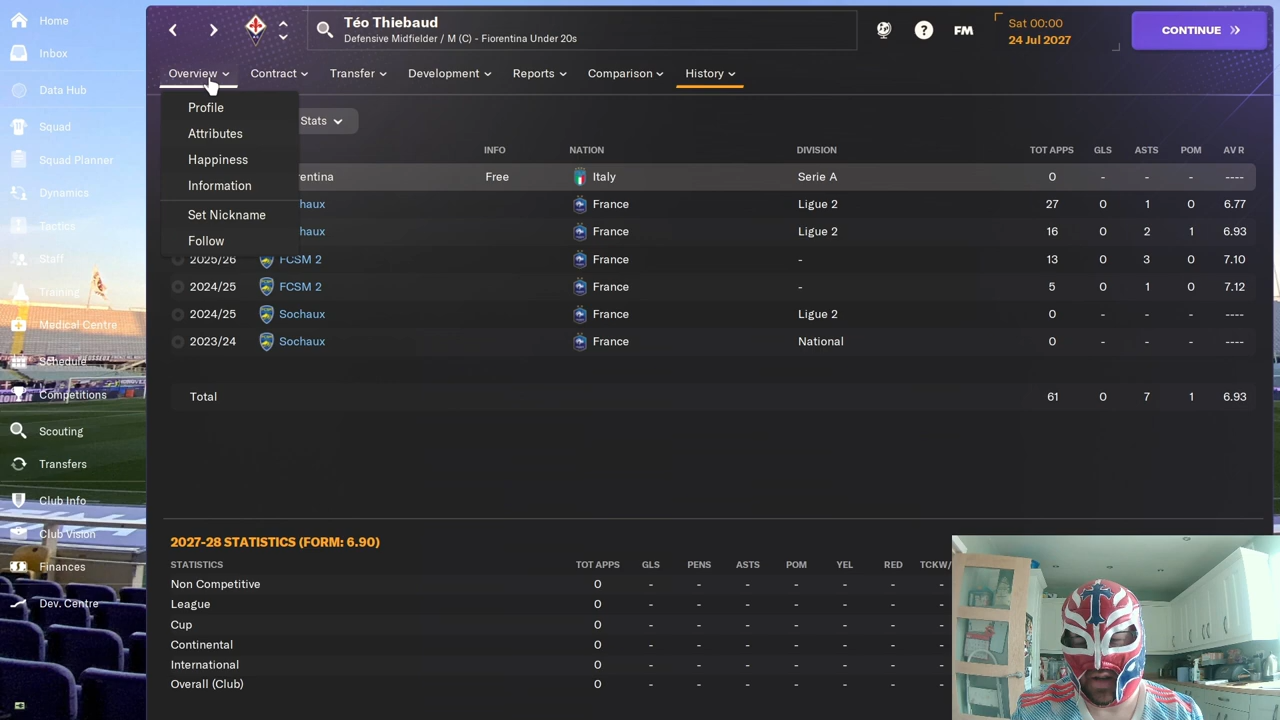 Home
Inbox
Data Hub
Squad
Squad Planner
Dynamics
Tactics
Staff
Training
Medical Centre
Schedule
Competitions
Scouting
Transfers
Club Info
Club Vision
Finances
Dev. Centre
Téo Thiebaud
Defensive Midfielder / M (C) - Fiorentina Under 20s
? FM
Sat 00:00
24 Jul 2027
CONTINUE
Overview Contract Transfer Development Reports Comparison History
Profile
Attributes
Happiness
Information
Set Nickname
Follow
Stats
INFO NATION DIVISION TOT APPS GLS ASTS POM AV R
rentina Free Italy Serie A 0 - - - ----
haux France Ligue 2 27 0 1 0 6.77
haux France Ligue 2 16 0 2 1 6.93
2025/26 FCSM 2 France - 13 0 3 0 7.10
2024/25 FCSM 2 France - 5 0 1 0 7.12
2024/25 Sochaux France Ligue 2 0 0 0 0 ----
2023/24 Sochaux France National 0 0 0 0 ----
Total 61 0 7 1 6.93
2027-28 STATISTICS (FORM: 6.90)
STATISTICS TOT APPS GLS PENS ASTS POM YEL RED TCKW/
Non Competitive 0 - - - - - - -
League 0 - - - - - - -
Cup 0 - - - - - - -
Continental 0 - - - - - - -
International 0 - - - - - - -
Overall (Club) 0 - - - - - - -